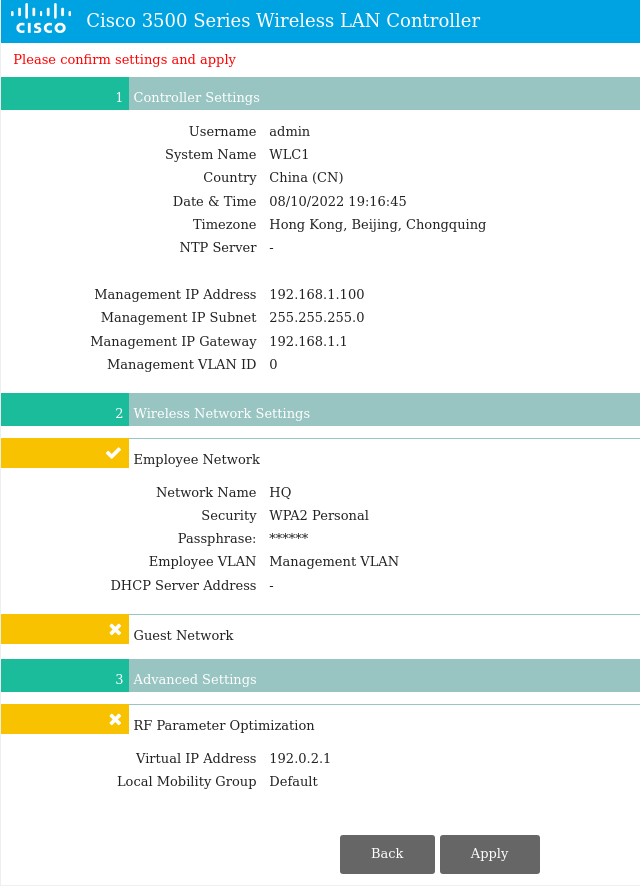 CISCO Cisco 3500 Series Wireless LAN Controller
Please confirm settings and apply
1 Controller Settings
Username admin
System Name WLC1
Country China (CN)
Date & Time 08/10/2022 19:16:45
Timezone Hong Kong, Beijing, Chongquing
NTP Server -
Management IP Address 192.168.1.100
Management IP Subnet 255.255.255.0
Management IP Gateway 192.168.1.1
Management VLAN ID 0
2 Wireless Network Settings
Employee Network
Network Name HQ
Security WPA2 Personal
Passphrase: ******
Employee VLAN Management VLAN
DHCP Server Address -
Guest Network
3 Advanced Settings
RF Parameter Optimization
Virtual IP Address 192.0.2.1
Local Mobility Group Default
Back Apply